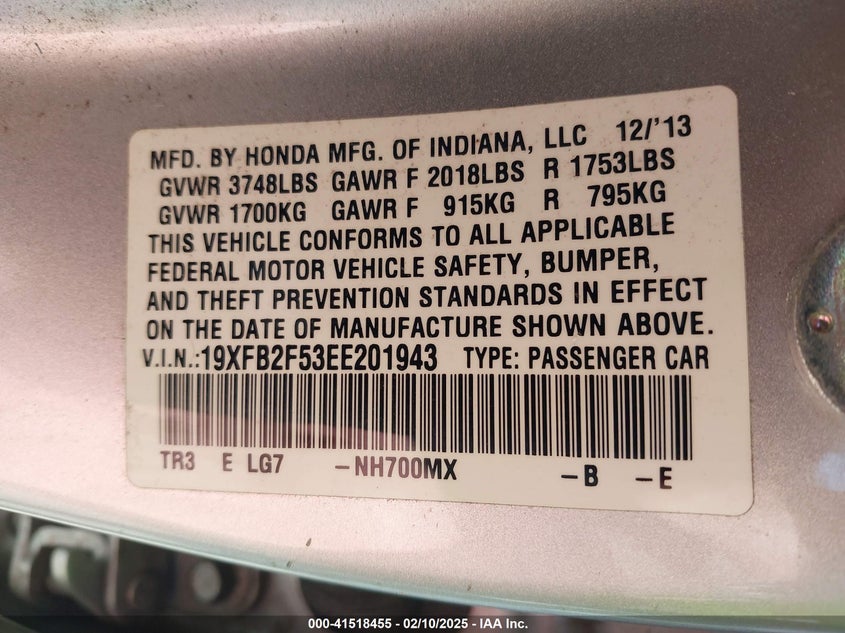 MFD. BY HONDA MFG. OF INDIANA, LLC 12/'13
GVWR 3748LBS GAWR F 2018LBS R 1753LBS
GVWR 1700KG GAWR F 915KG R 795KG
THIS VEHICLE CONFORMS TO ALL APPLICABLE
FEDERAL MOTOR VEHICLE SAFETY, BUMPER,
AND THEFT PREVENTION STANDARDS IN EFFECT
ON THE DATE OF MANUFACTURE SHOWN ABOVE.
V.I.N.:19XFB2F53EE201943 TYPE: PASSENGER CAR
TR3 E LG7 -NH700MX -B -E
000-41518455 - 02/10/2025 - IAA Inc.